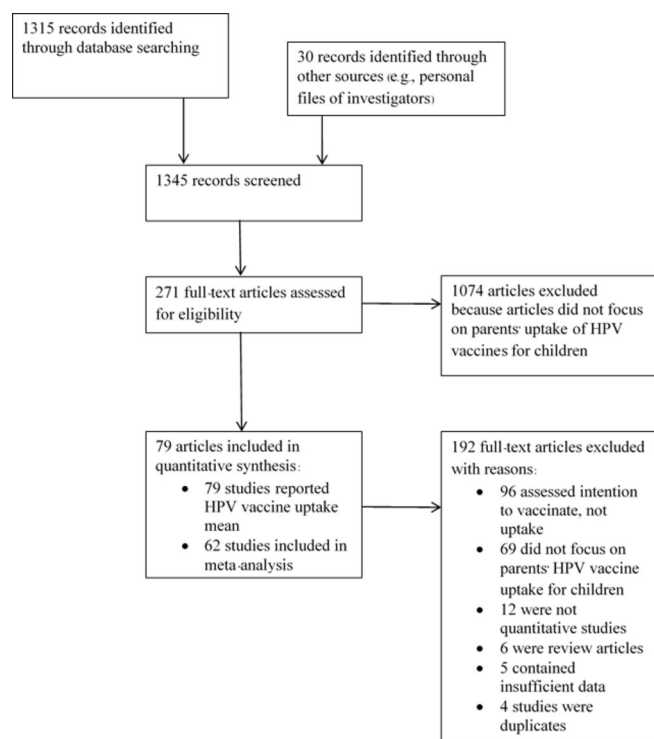 1315 records identified
through database searching
30 records identified through
other sources (e.g., personal
files of investigators)
1345 records screened
271 full-text articles assessed
for eligibility
1074 articles excluded
because articles did not focus
on parents' uptake of HPV
vaccines for children
79 articles included in
quantitative synthesis:
• 79 studies reported
HPV vaccine uptake
mean
• 62 studies included in
meta-analysis
192 full-text articles excluded
with reasons:
• 96 assessed intention
to vaccinate, not
uptake
• 69 did not focus on
parents' HPV vaccine
uptake for children
• 12 were not
quantitative studies
• 6 were review articles
• 5 contained
insufficient data
• 4 studies were
duplicates